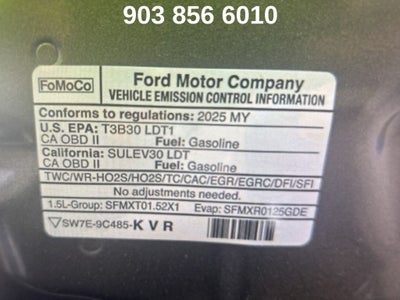 903 856 6010
FoMoCo
Ford Motor Company
VEHICLE EMISSION CONTROL INFORMATION
Conforms to regulations: 2025 MY
U.S. EPA: T3B30 LDT1
CA OBD II Fuel: Gasoline
California: SULEV30 LDT
CA OBD II Fuel: Gasoline
TWC/WR-HO2S/HO2S/TC/CAC/EGR/EGRC/DFI/SFI
No adjustments needed.
1.5L-Group: SFMXT01.52X1 Evap: SFMXR0125GDE
SW7E-9C485-K V R